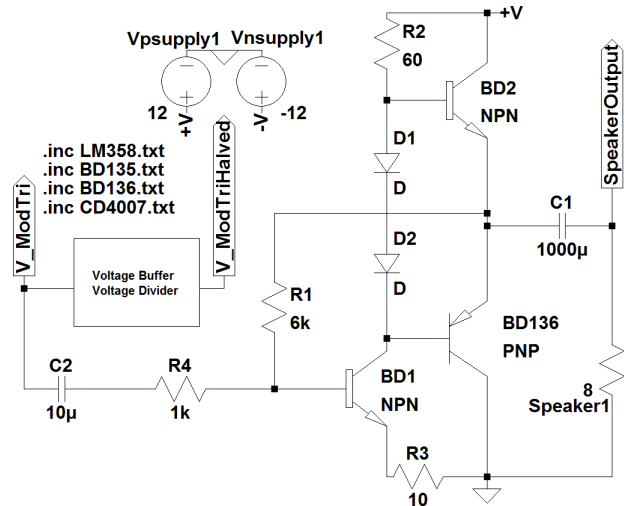 +V
R2
60
Vpsupply1 Vnsupply1
12
+V
-V
-12
BD2
NPN
SpeakerOutput
.inc LM358.txt
.inc BD135.txt
.inc BD136.txt
.inc CD4007.txt
V_ModTri
V_ModTriHalved
D1
D
C1
1000µ
D2
D
Voltage Buffer
Voltage Divider
R1
6k
BD136
PNP
C2
10µ
R4
1k
BD1
NPN
8
Speaker1
R3
10